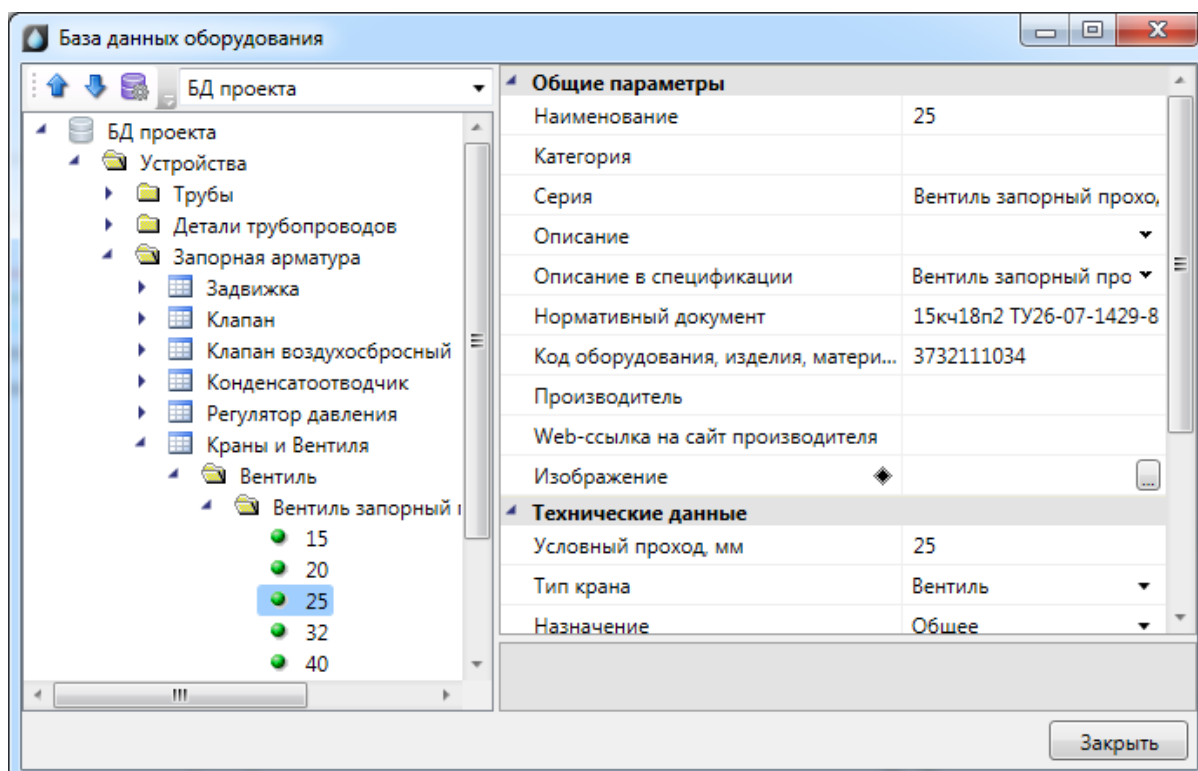 База данных оборудования
БД проекта
БД проекта
Устройства
Трубы
Детали трубопроводов
Запорная арматура
Задвижка
Клапан
Клапан воздухосбросный
Конденсатоотводчик
Регулятор давления
Краны и Вентиля
Вентиль
Вентиль запорный
15
20
25
32
40
Общие параметры
Наименование 25
Категория
Серия Вентиль запорный прохо
Описание
Описание в спецификации Вентиль запорный про
Нормативный документ 15кч18п2 ТУ26-07-1429-8
Код оборудования, изделия, матери... 3732111034
Производитель
Web-ссылка на сайт производителя
Изображение ...
Технические данные
Условный проход, мм 25
Тип крана Вентиль
Назначение Общее
Закрыть